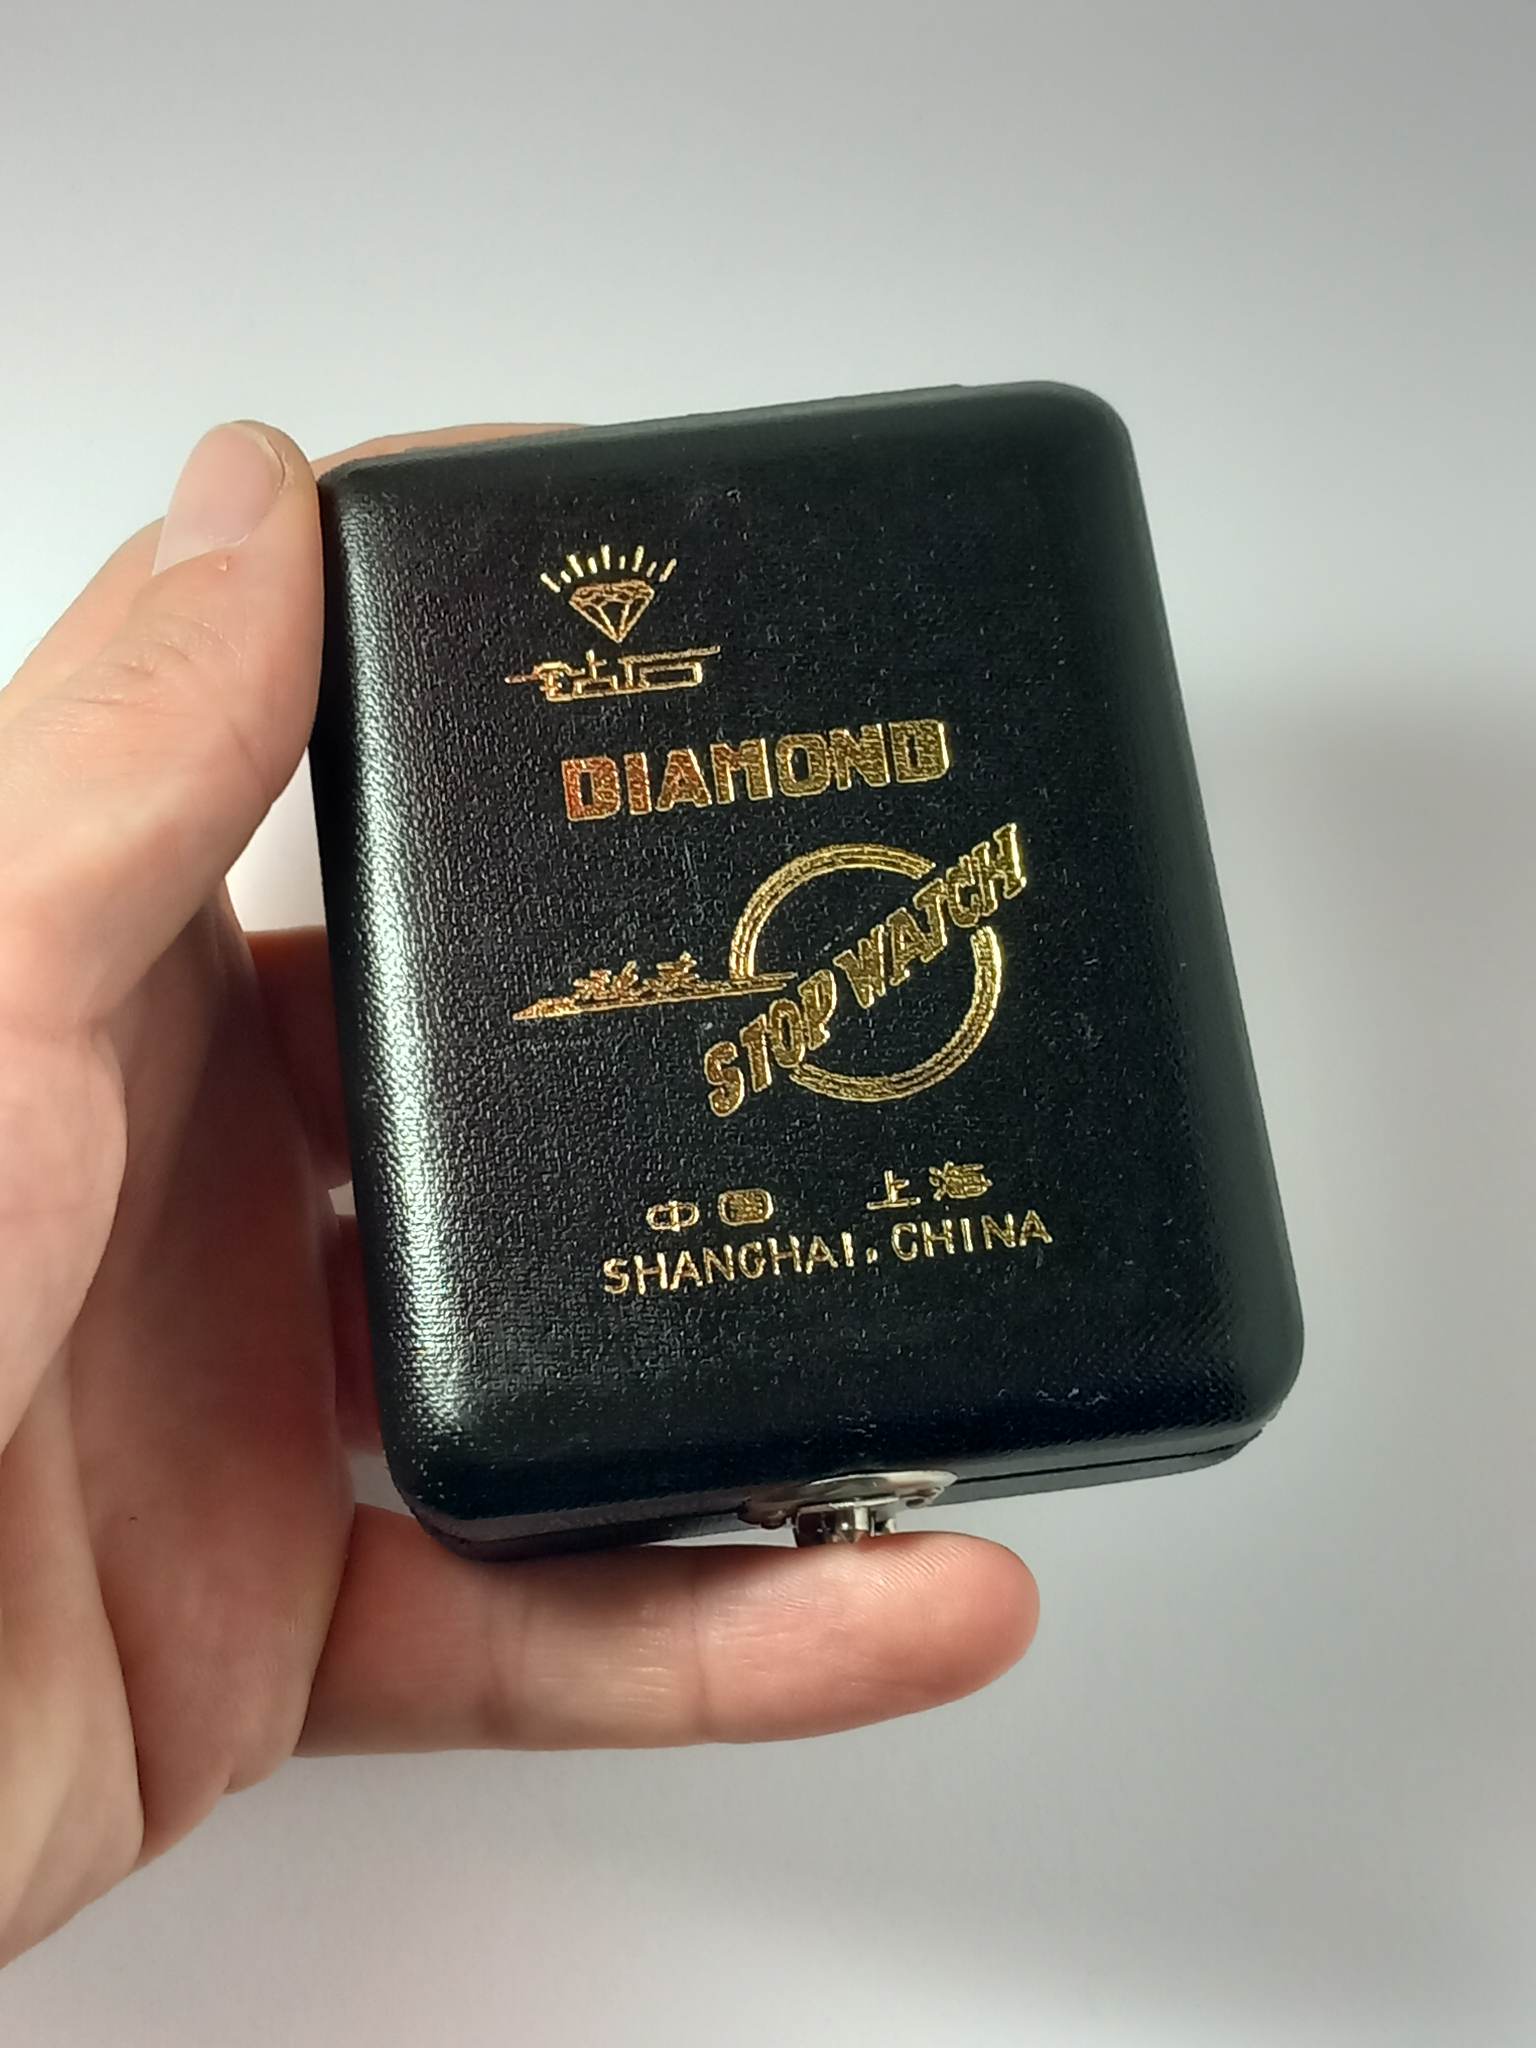 钻石
DIAMOND
STOP WATCH
中国 上海
SHANGHAI, CHINA